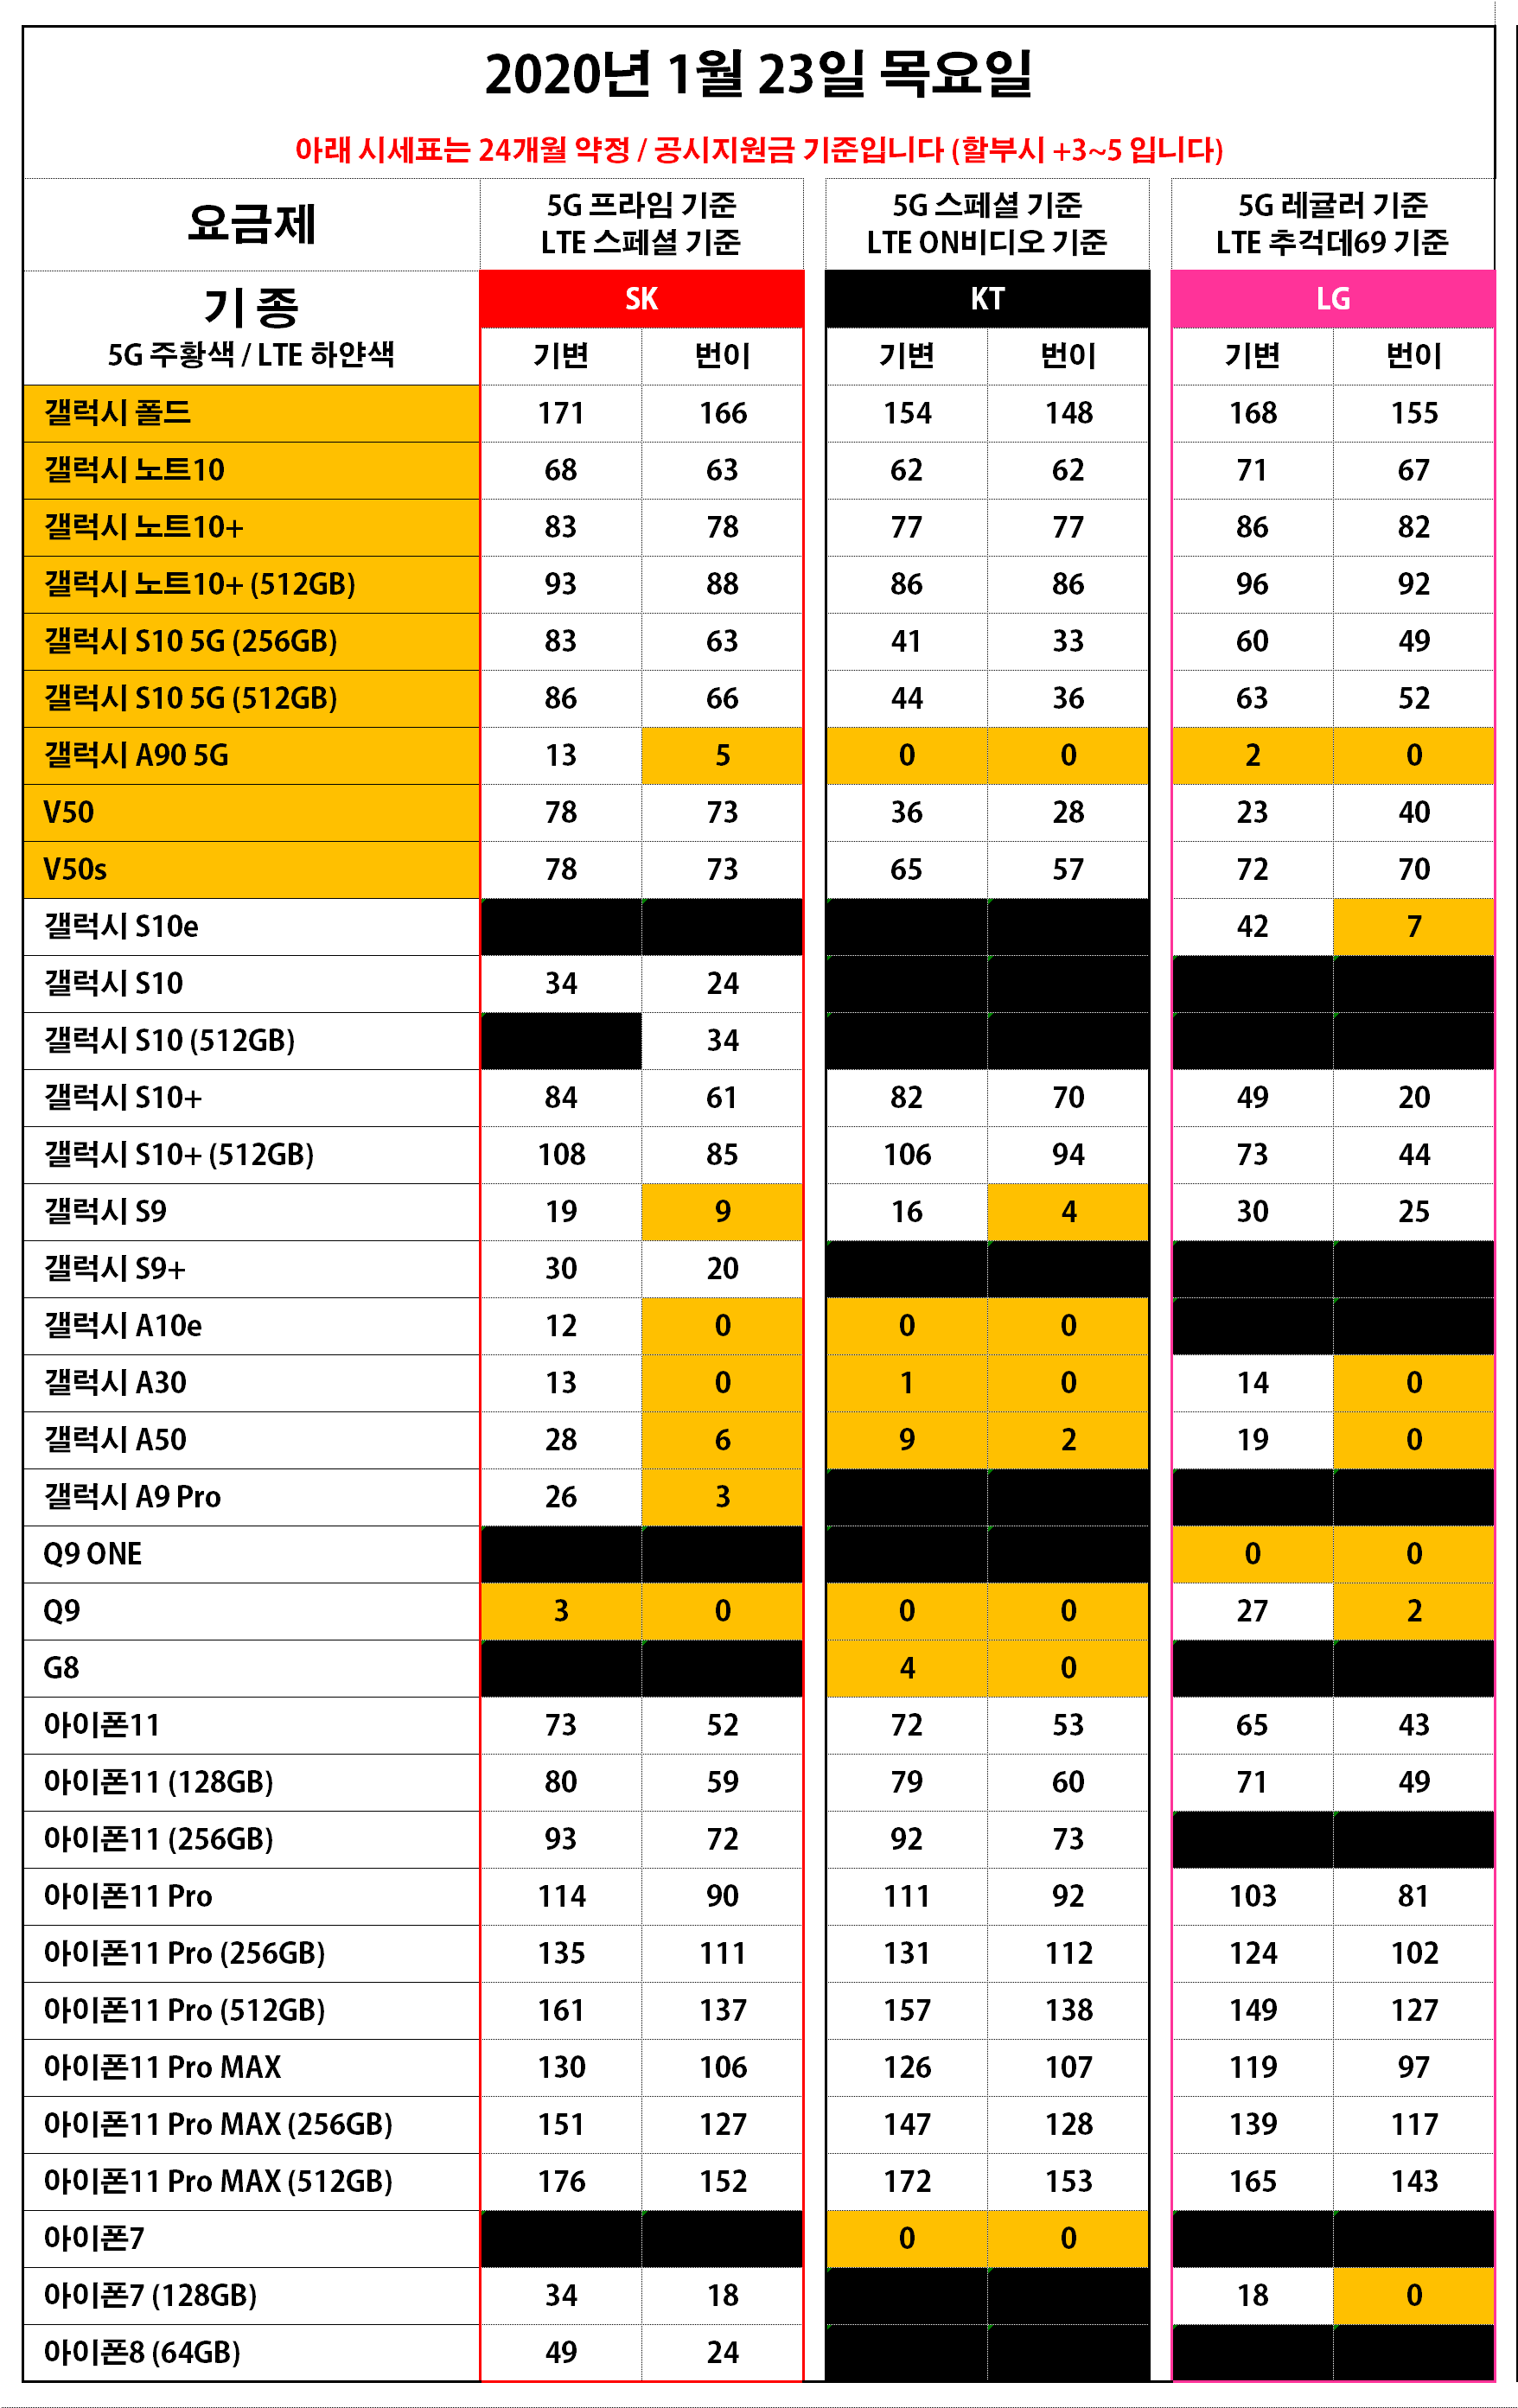 2020년 1월 23일 목요일
아래 시세표는 24개월 약정 / 공시지원금 기준입니다 (할부시 +3~5 입니다)
요금제
5G 프라임 기준
LTE 스페셜 기준
5G 스페셜 기준
LTE ON비디오 기준
5G 레귤러 기준
LTE 추걱데69 기준
기 종
5G 주황색 / LTE 하얀색
SK KT LG
기변 번이 기변 번이 기변 번이
갤럭시 폴드 171 166 154 148 168 155
갤럭시 노트10 68 63 62 62 71 67
갤럭시 노트10+ 83 78 77 77 86 82
갤럭시 노트10+ (512GB) 93 88 86 86 96 92
갤럭시 S10 5G (256GB) 83 63 41 33 60 49
갤럭시 S10 5G (512GB) 86 66 44 36 63 52
갤럭시 A90 5G 13 5 0 0 2 0
V50 78 73 36 28 23 40
V50s 78 73 65 57 72 70
갤럭시 S10e 42 7
갤럭시 S10 34 24
갤럭시 S10 (512GB) 34
갤럭시 S10+ 84 61 82 70 49 20
갤럭시 S10+ (512GB) 108 85 106 94 73 44
갤럭시 S9 19 9 16 4 30 25
갤럭시 S9+ 30 20
갤럭시 A10e 12 0 0 0
갤럭시 A30 13 0 1 0 14 0
갤럭시 A50 28 6 9 2 19 0
갤럭시 A9 Pro 26 3
Q9 ONE 0 0
Q9 3 0 0 0 27 2
G8 4 0
아이폰11 73 52 72 53 65 43
아이폰11 (128GB) 80 59 79 60 71 49
아이폰11 (256GB) 93 72 92 73
아이폰11 Pro 114 90 111 92 103 81
아이폰11 Pro (256GB) 135 111 131 112 124 102
아이폰11 Pro (512GB) 161 137 157 138 149 127
아이폰11 Pro MAX 130 106 126 107 119 97
아이폰11 Pro MAX (256GB) 151 127 147 128 139 117
아이폰11 Pro MAX (512GB) 176 152 172 153 165 143
아이폰7 0 0
아이폰7 (128GB) 34 18 18 0
아이폰8 (64GB) 49 24